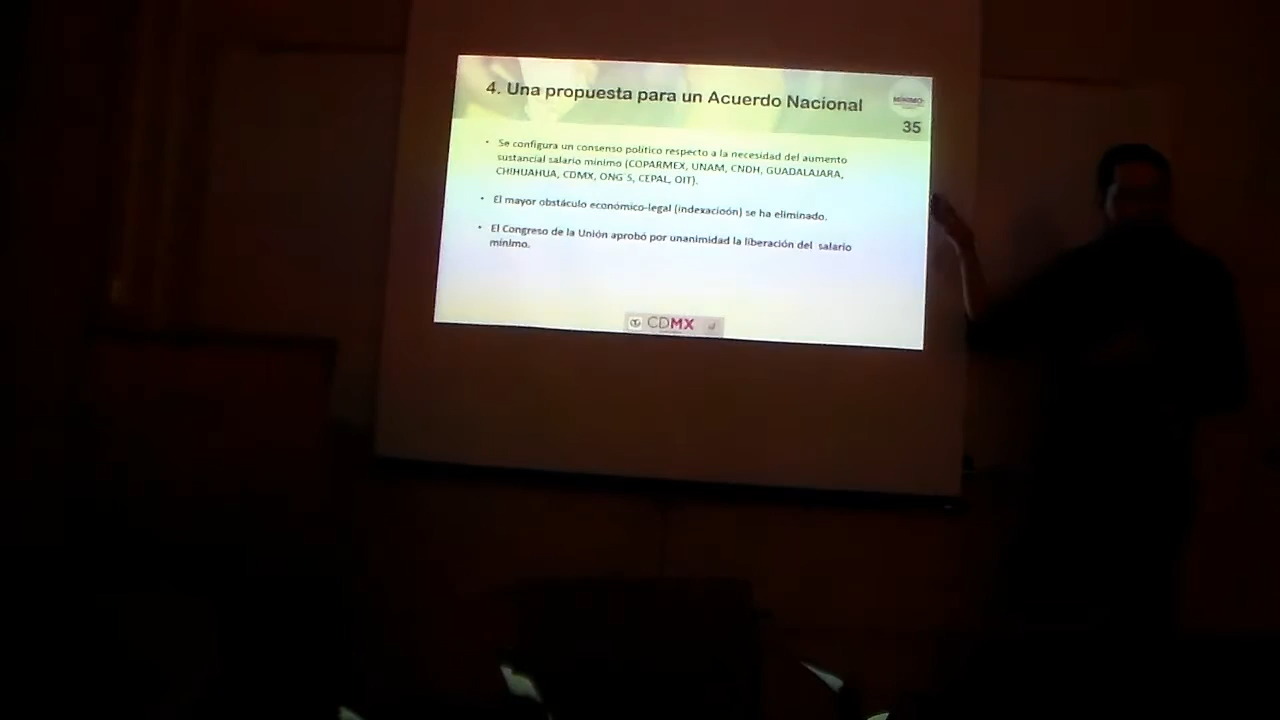 4. Una propuesta para un Acuerdo Nacional
MÍNIMO
35
• Se configura un consenso político respecto a la necesidad del aumento
sustancial salario mínimo (COPARMEX, UNAM, CNDH, GUADALAJARA,
CHIHUAHUA, CDMX, ONG´S, CEPAL, OIT).
• El mayor obstáculo económico-legal (indexacioón) se ha eliminado.
• El Congreso de la Unión aprobó por unanimidad la liberación del salario
mínimo.
CDMX